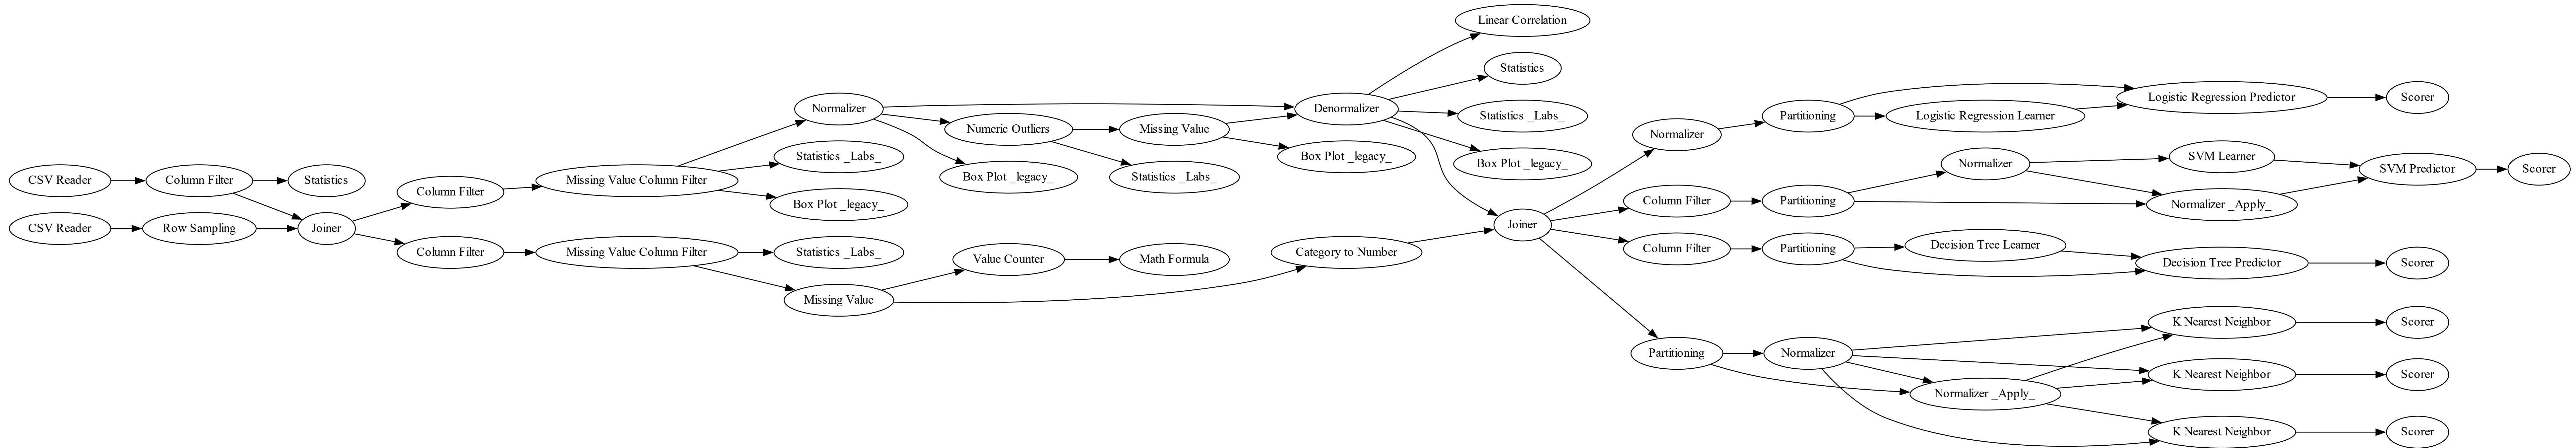 Linear Correlation
Statistics
Normalizer
Denormalizer
Statistics _Labs_
Numeric Outliers
Missing Value
Box Plot _legacy_
Statistics _Labs_
Box Plot _legacy_
Box Plot _legacy_
Statistics _Labs_
CSV Reader
Column Filter
Statistics
Column Filter
Missing Value Column Filter
Box Plot _legacy_
CSV Reader
Row Sampling
Joiner
Column Filter
Missing Value Column Filter
Statistics _Labs_
Value Counter
Math Formula
Missing Value
Category to Number
Joiner
Normalizer
Partitioning
Logistic Regression Learner
Logistic Regression Predictor
Scorer
Column Filter
Partitioning
Normalizer
SVM Learner
Normalizer _Apply_
SVM Predictor
Scorer
Column Filter
Partitioning
Decision Tree Learner
Decision Tree Predictor
Scorer
Partitioning
Normalizer
Normalizer _Apply_
K Nearest Neighbor
Scorer
K Nearest Neighbor
Scorer
K Nearest Neighbor
Scorer